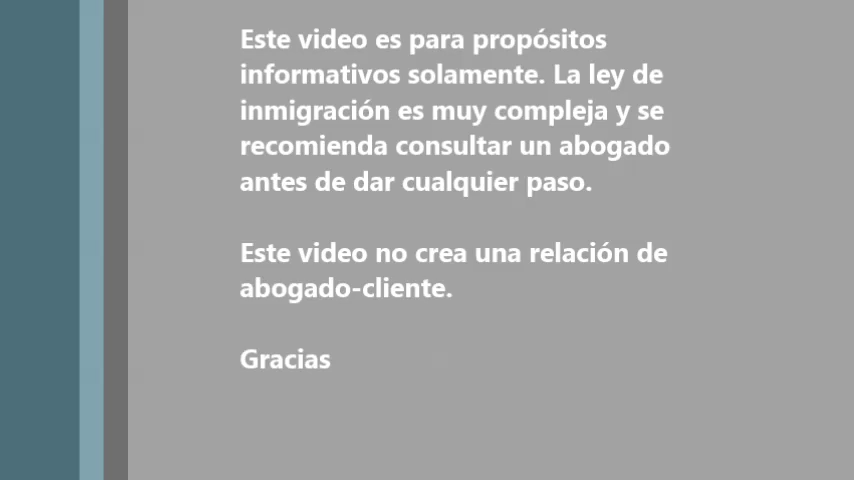 Este video es para propósitos
informativos solamente. La ley de
inmigración es muy compleja y se
recomienda consultar un abogado
antes de dar cualquier paso.
Este video no crea una relación de
abogado-cliente.
Gracias